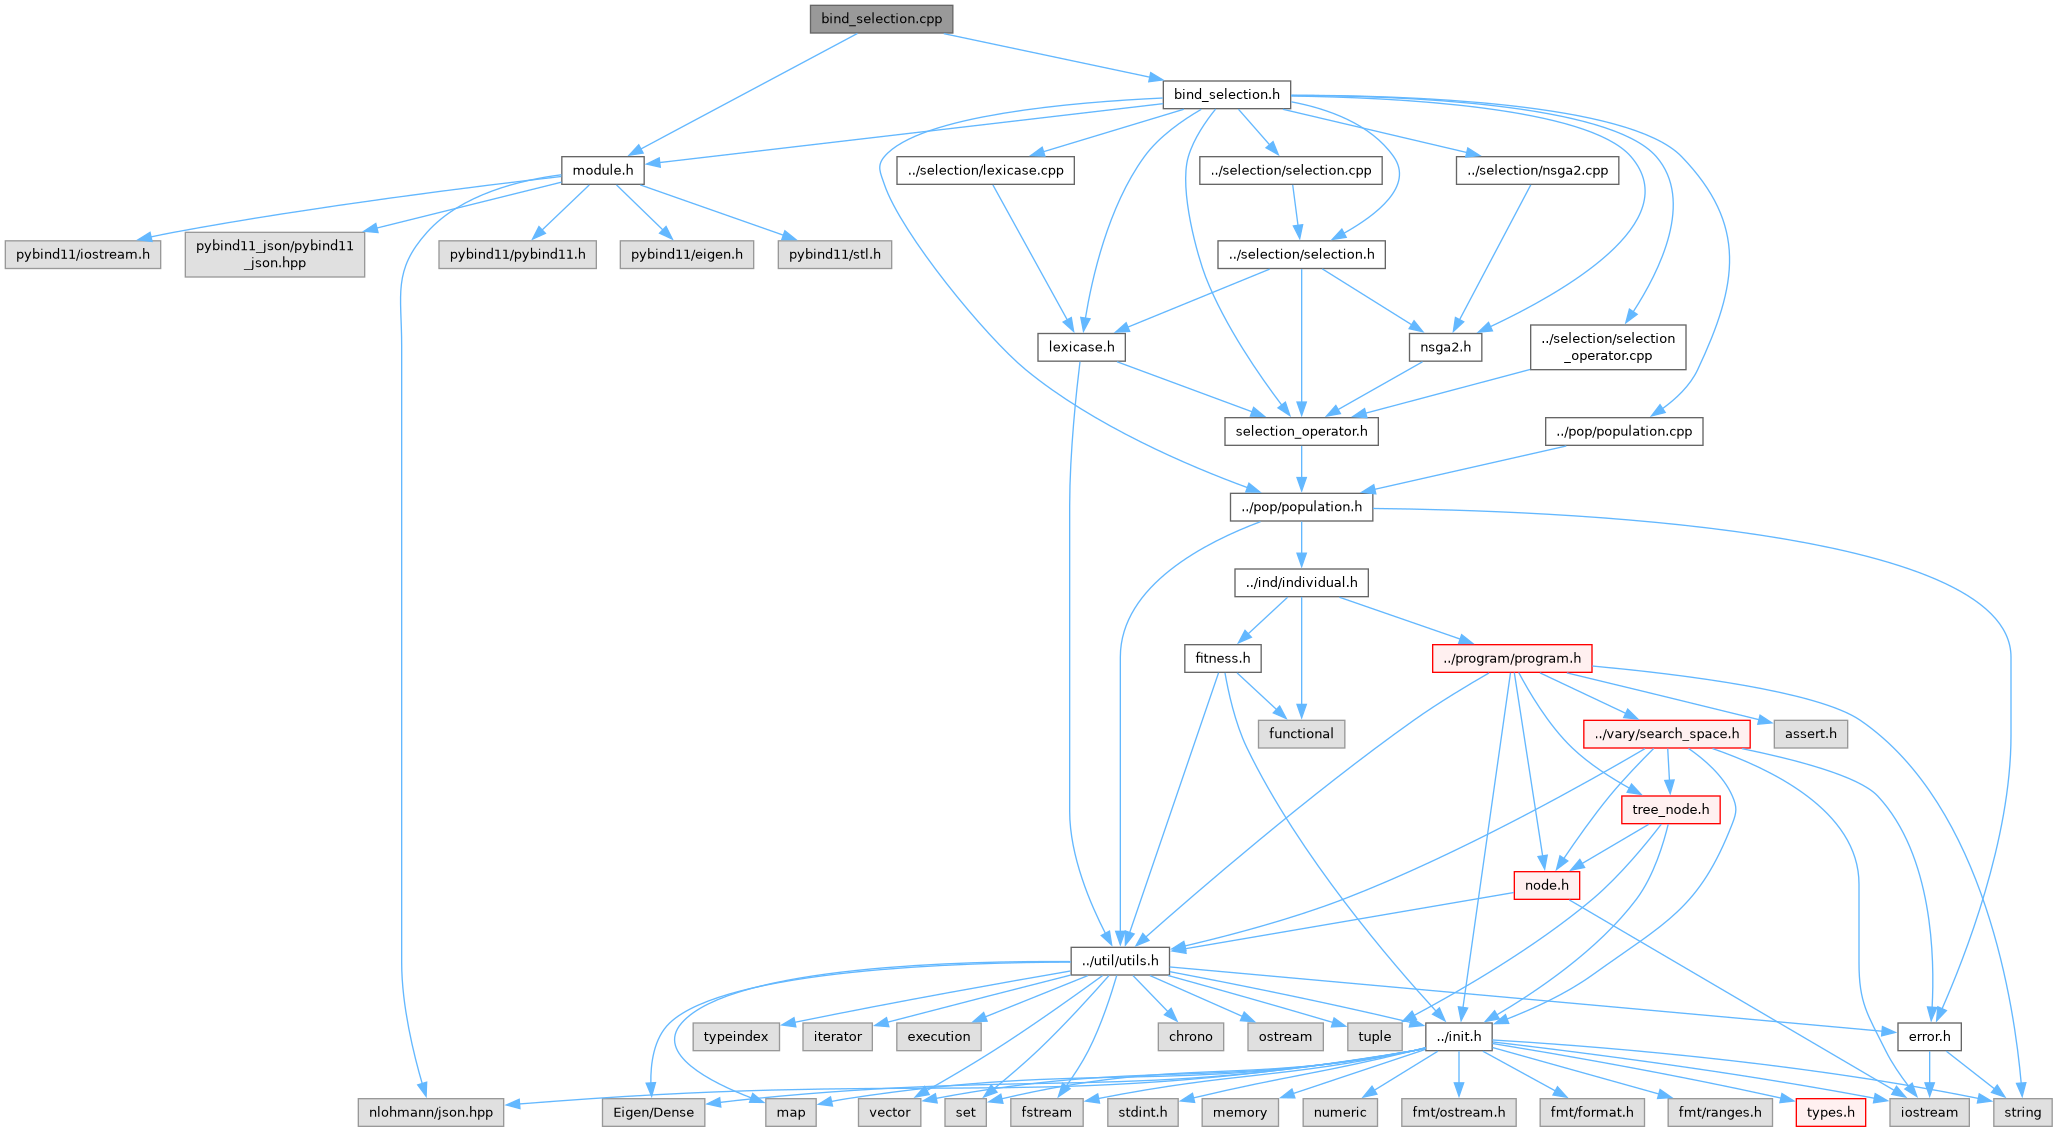 bind_selection.cpp
bind_selection.h
module.h
../selection/lexicase.cpp
../selection/selection.cpp
../selection/nsga2.cpp
pybind11/iostream.h
pybind11_json/pybind11
_json.hpp
pybind11/pybind11.h
pybind11/eigen.h
pybind11/stl.h
../selection/selection.h
lexicase.h
nsga2.h
../selection/selection
_operator.cpp
selection_operator.h
../pop/population.cpp
../pop/population.h
../ind/individual.h
fitness.h
../program/program.h
functional
../vary/search_space.h
assert.h
tree_node.h
node.h
../util/utils.h
typeindex
iterator
execution
chrono
ostream
tuple
../init.h
error.h
nlohmann/json.hpp
Eigen/Dense
map
vector
set
fstream
stdint.h
memory
numeric
fmt/ostream.h
fmt/format.h
fmt/ranges.h
types.h
iostream
string